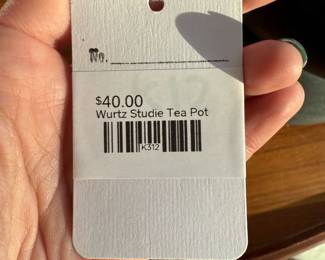 No.
$40.00
Wurtz Studie Tea Pot
K312